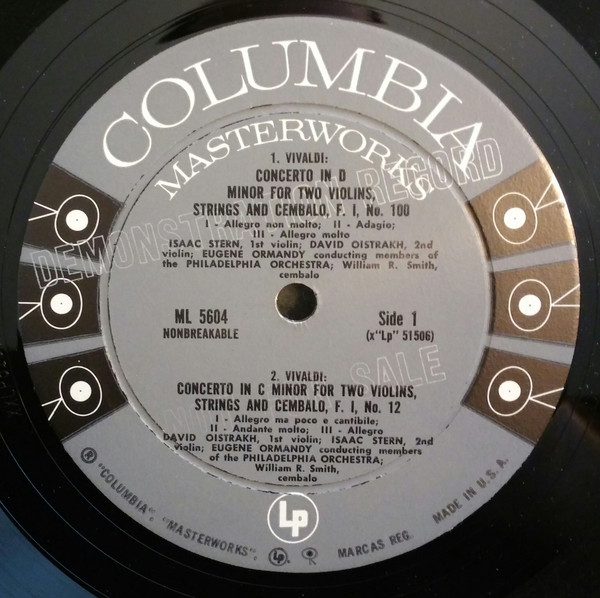 COLUMBIA
MASTERWORKS
DEMONSTRATION RECORD
1. VIVALDI:
CONCERTO IN D
MINOR FOR TWO VIOLINS,
STRINGS AND CEMBALO, F. I, No. 100
I - Allegro non molto; II - Adagio;
III - Allegro molto
ISAAC STERN, 1st violin; DAVID OISTRAKH, 2nd
violin; EUGENE ORMANDY conducting members of
the PHILADELPHIA ORCHESTRA; William R. Smith,
cembalo
ML 5604
NONBREAKABLE
Side 1
(x"Lp" 51506)
SALE
2. VIVALDI:
CONCERTO IN C MINOR FOR TWO VIOLINS,
STRINGS AND CEMBALO, F. I, No. 12
I - Allegro ma poco e cantibile;
II - Andante molto; III - Allegro
DAVID OISTRAKH, 1st violin; ISAAC STERN, 2nd
violin; EUGENE ORMANDY conducting members
of the PHILADELPHIA ORCHESTRA;
William R. Smith,
cembalo
Lp
® "COLUMBIA", "MASTERWORKS", Lp, MARCAS REG. MADE IN U. S. A.